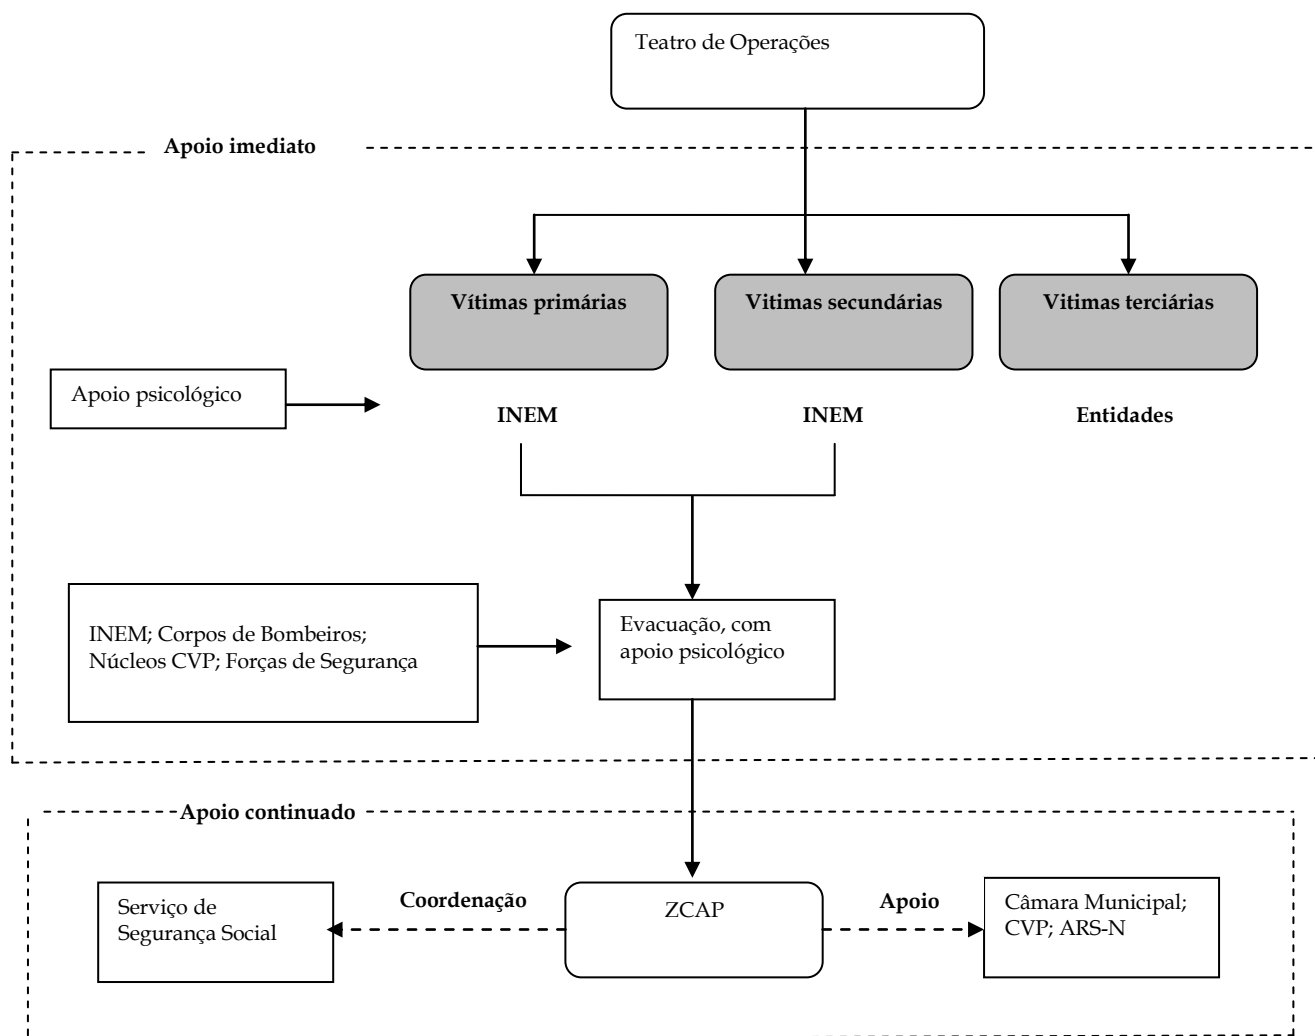 Teatro de Operações
Apoio imediato
Vítimas primárias
Vitimas secundárias
Vitimas terciárias
Apoio psicológico
INEM
INEM
Entidades
INEM; Corpos de Bombeiros;
Núcleos CVP; Forças de Segurança
Evacuação, com
apoio psicológico
Apoio continuado
Serviço de
Segurança Social
Coordenação
ZCAP
Apoio
Câmara Municipal;
CVP; ARS-N